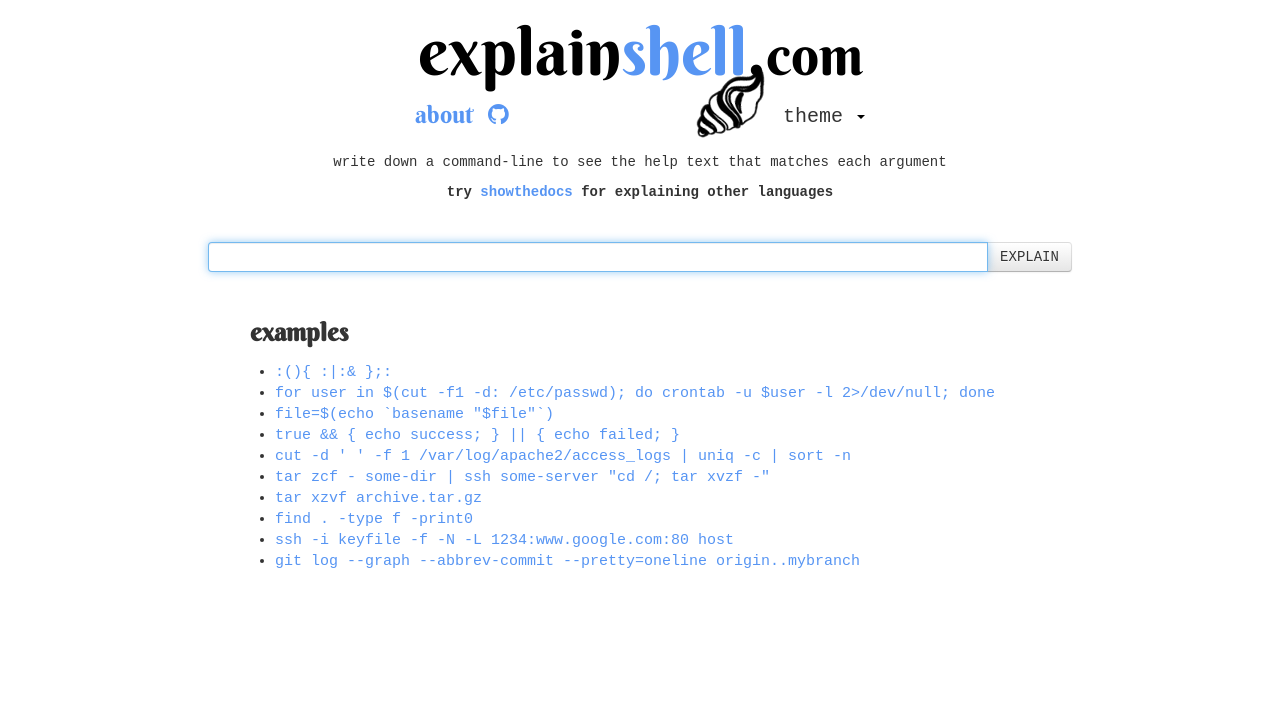 explainshell.com
about theme
write down a command-line to see the help text that matches each argument
try showthedocs for explaining other languages
EXPLAIN
examples
:(){ :|:& };:
for user in $(cut -f1 -d: /etc/passwd); do crontab -u $user -l 2>/dev/null; done
file=$(echo `basename "$file"`)
true && { echo success; } || { echo failed; }
cut -d ' ' -f 1 /var/log/apache2/access_logs | uniq -c | sort -n
tar zcf - some-dir | ssh some-server "cd /; tar xvzf -"
tar xzvf archive.tar.gz
find . -type f -print0
ssh -i keyfile -f -N -L 1234:www.google.com:80 host
git log --graph --abbrev-commit --pretty=oneline origin..mybranch